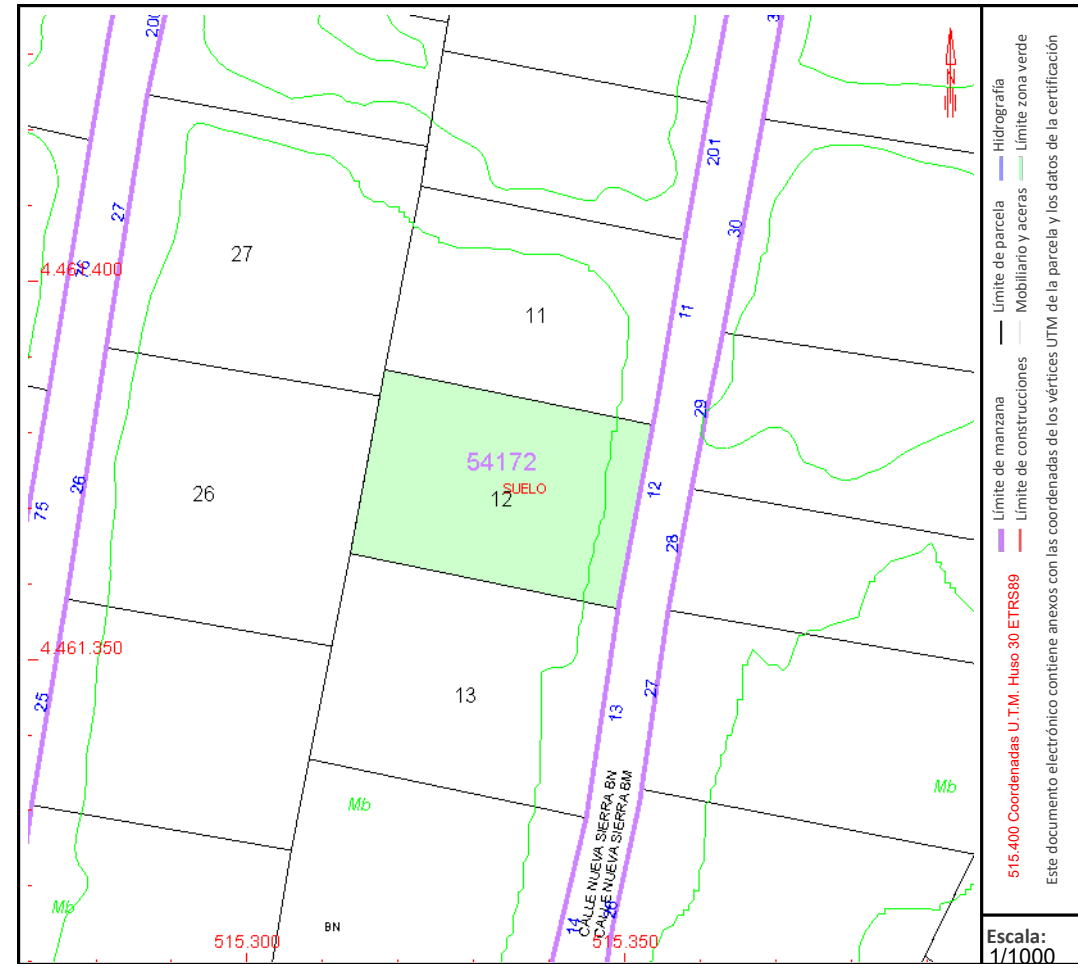 200
27
201
30
27
76
4.461.400
11
11
29
54172
SUELO
12
12
26
26
75
28
4.461.350
13
13
27
25
Mb
Mb
Mb
CALLE NUEVA SIERRA BN
CALLE NUEVA SIERRA BM
14
26
BN
515.300
515.350
Hidrografía
Límite zona verde
Límite de parcela
Mobiliario y aceras
Límite de manzana
Límite de construcciones
515.400 Coordenadas U.T.M. Huso 30 ETRS89
Este documento electrónico contiene anexos con las coordenadas de los vértices UTM de la parcela y los datos de la certificación
N
Escala:
1/1000